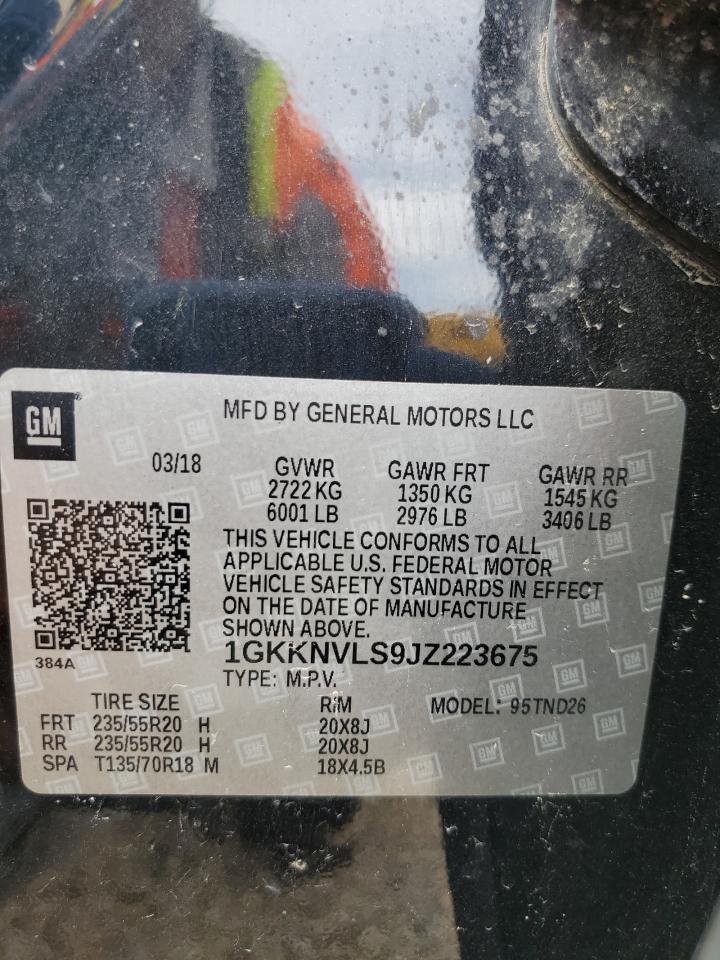 GM
MFD BY GENERAL MOTORS LLC
03/18 GVWR GAWR FRT GAWR RR
2722 KG 1350 KG 1545 KG
6001 LB 2976 LB 3406 LB
THIS VEHICLE CONFORMS TO ALL
APPLICABLE U.S. FEDERAL MOTOR
VEHICLE SAFETY STANDARDS IN EFFECT
ON THE DATE OF MANUFACTURE
SHOWN ABOVE.
384A
1GKKNVLS9JZ223675
TYPE: M.P.V.
TIRE SIZE RIM MODEL: 95TND26
FRT 235/55R20 H 20X8J
RR 235/55R20 H 20X8J
SPA T135/70R18 M 18X4.5B